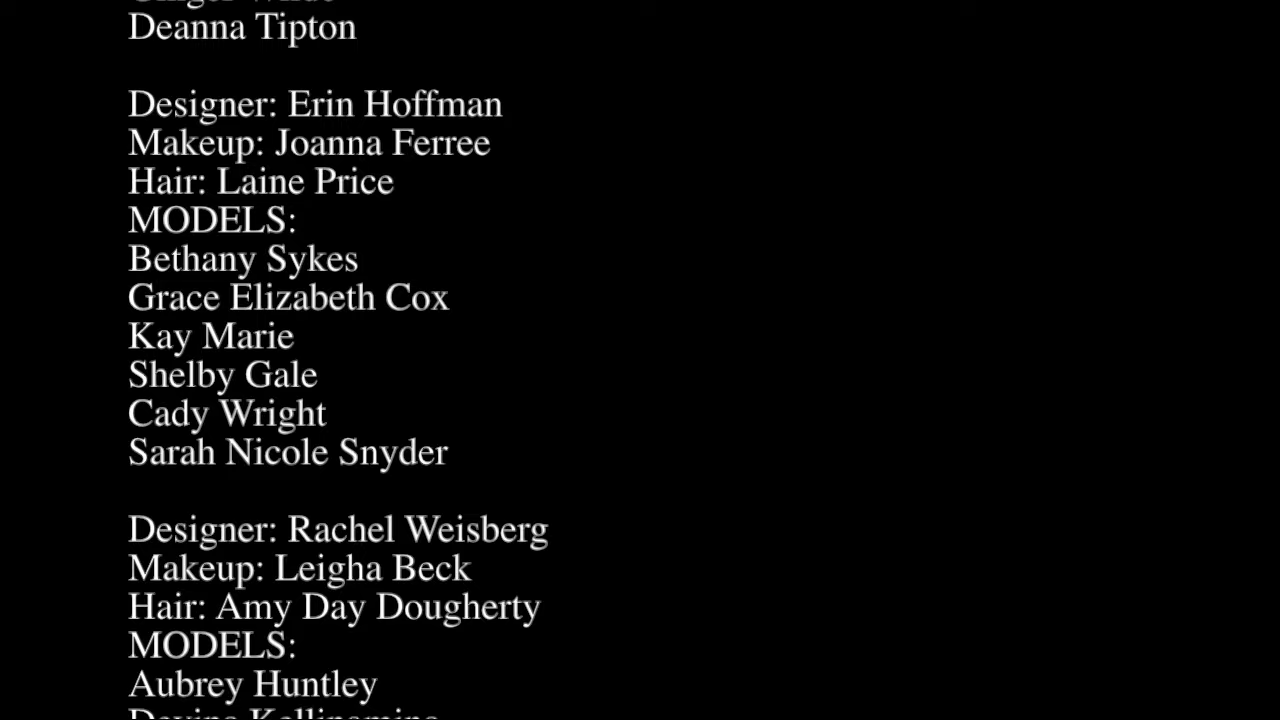 Deanna Tipton
Designer: Erin Hoffman
Makeup: Joanna Ferree
Hair: Laine Price
MODELS:
Bethany Sykes
Grace Elizabeth Cox
Kay Marie
Shelby Gale
Cady Wright
Sarah Nicole Snyder
Designer: Rachel Weisberg
Makeup: Leigha Beck
Hair: Amy Day Dougherty
MODELS:
Aubrey Huntley